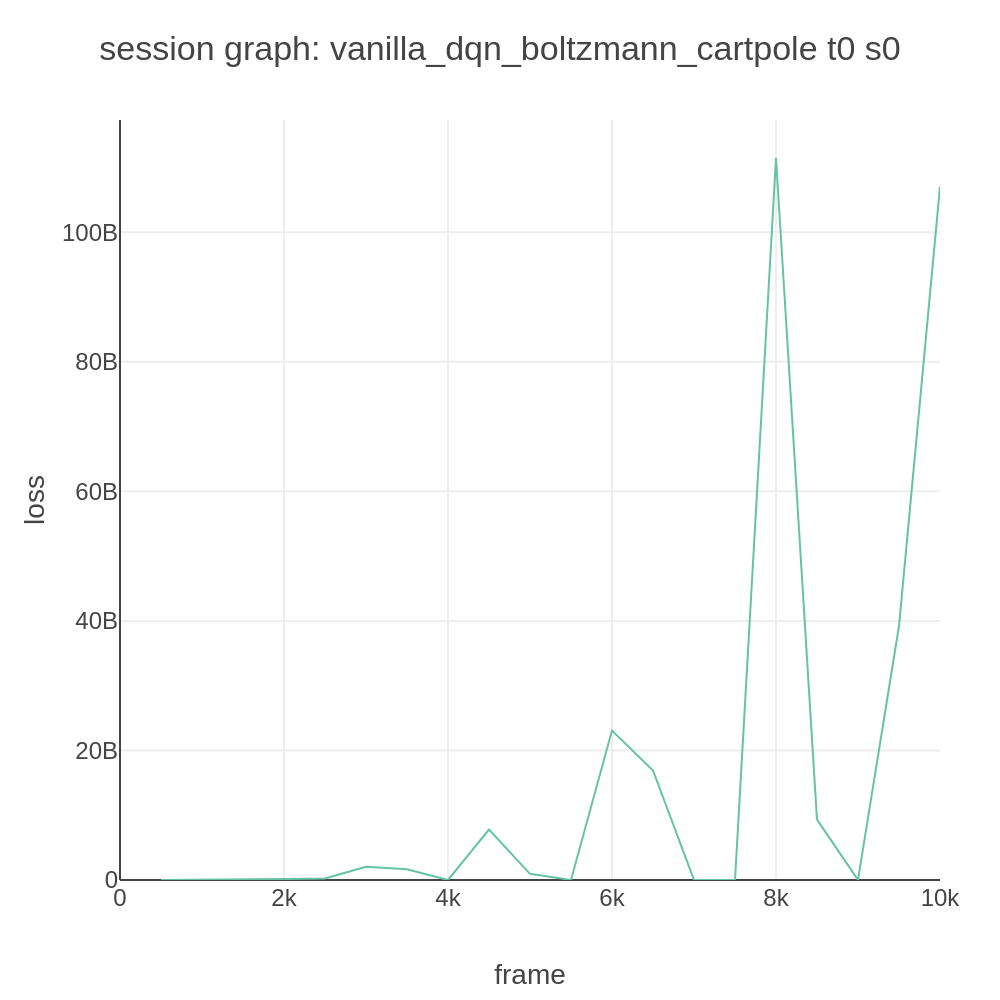 session graph: vanilla_dqn_boltzmann_cartpole t0 s0
100B
80B
60B
40B
20B
0
loss
0 2k 4k 6k 8k 10k
frame